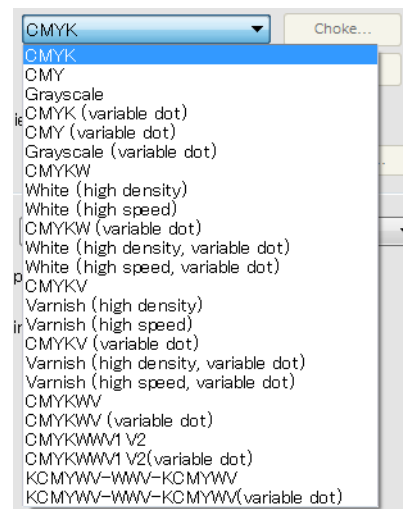 CMYK
Choke...
CMYK
CMY
Grayscale
CMYK (variable dot)
CMY (variable dot)
Grayscale (variable dot)
CMYKW
White (high density)
White (high speed)
CMYKW (variable dot)
White (high density, variable dot)
White (high speed, variable dot)
CMYKV
Varnish (high density)
Varnish (high speed)
CMYKV (variable dot)
Varnish (high density, variable dot)
Varnish (high speed, variable dot)
CMYKWV
CMYKWV (variable dot)
CMYKWWV1 V2
CMYKWWV1 V2(variable dot)
KCMYWV-WWV-KCMYWV
KCMYWV-WWV-KCMYWV(variable dot)